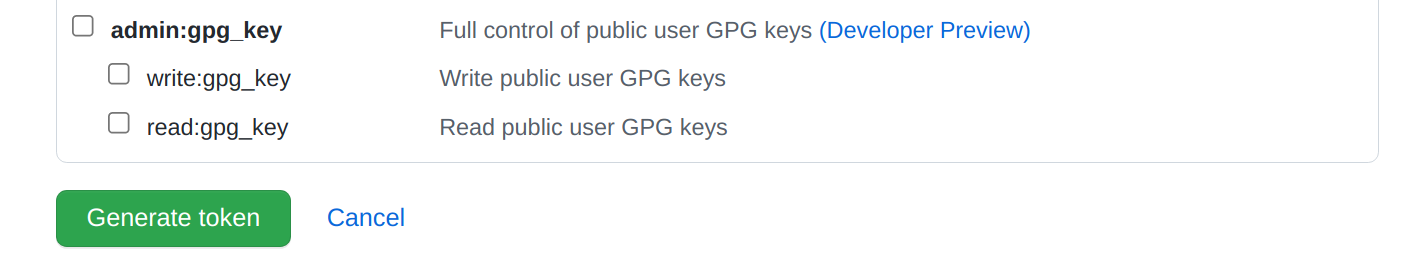 admin:gpg_key Full control of public user GPG keys (Developer Preview)
write:gpg_key Write public user GPG keys
read:gpg_key Read public user GPG keys
Generate token Cancel